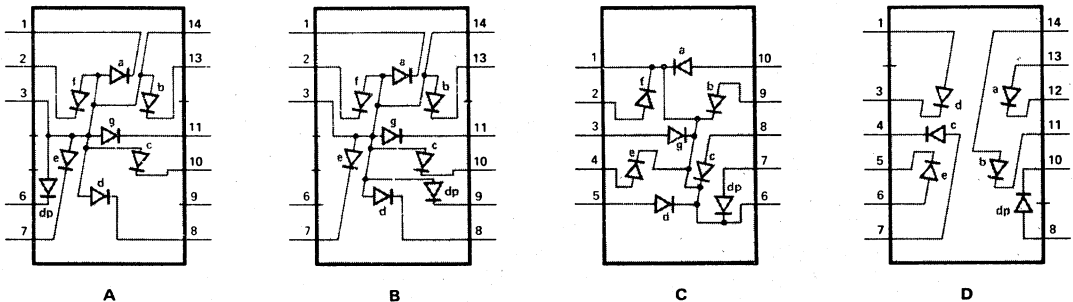 1 14
2 a 13
f b
3
g 11
e c 10
d
6 dp 9
7 8
A
1 14
2 a 13
f b
3
g 11
e c 10
dp
6 d 9
7 8
B
a
1 10
f b
2 9
3 g 8
e c
4 7
dp
5 d 6
C
1 14
a 13
3 d 12
4 c 11
5 b 10
e
6 dp
7 8
D